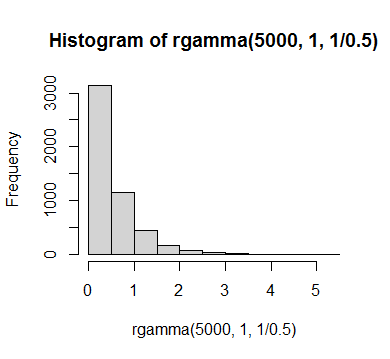 Histogram of rgamma(5000, 1, 1/0.5)
Frequency
3000
1000
0
0 1 2 3 4 5
rgamma(5000, 1, 1/0.5)